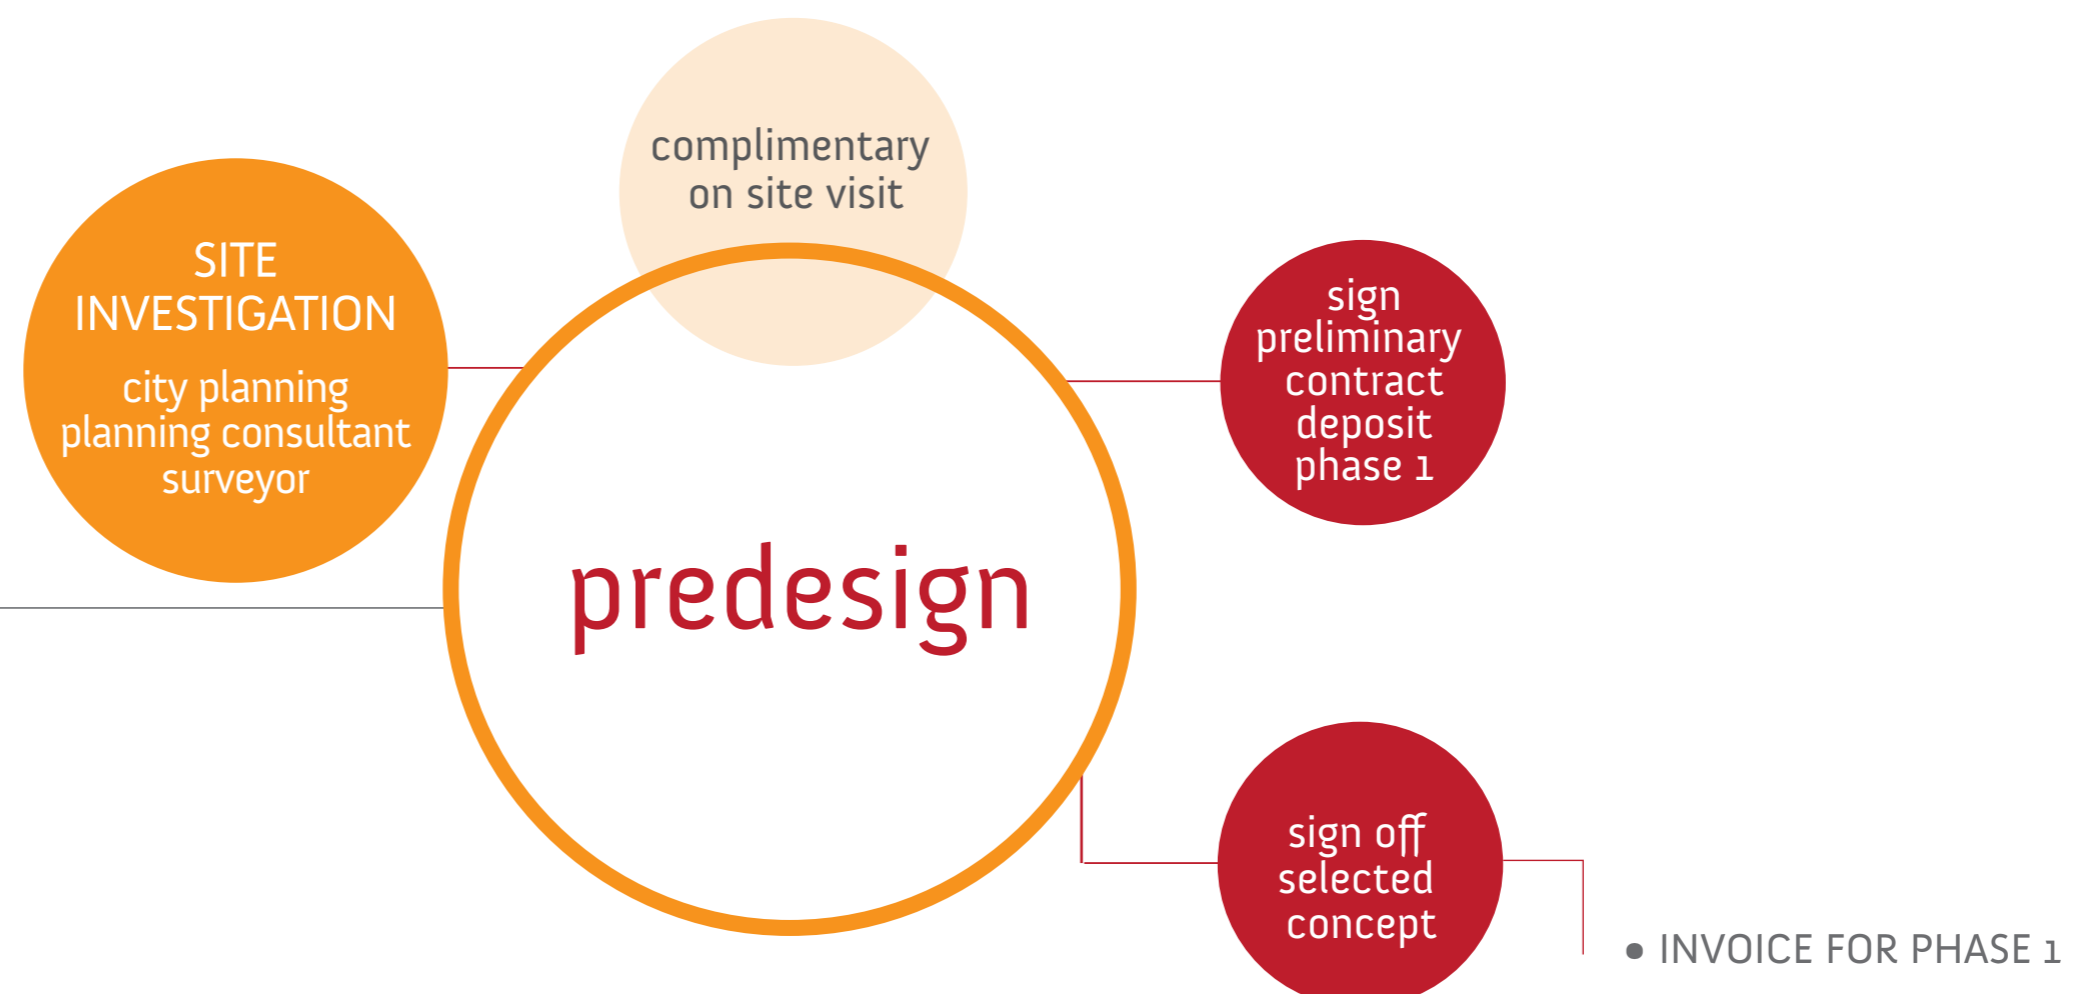 complimentary
on site visit
SITE
INVESTIGATION
city planning
planning consultant
surveyor
sign
preliminary
contract
deposit
phase 1
predesign
sign off
selected
concept
• INVOICE FOR PHASE 1